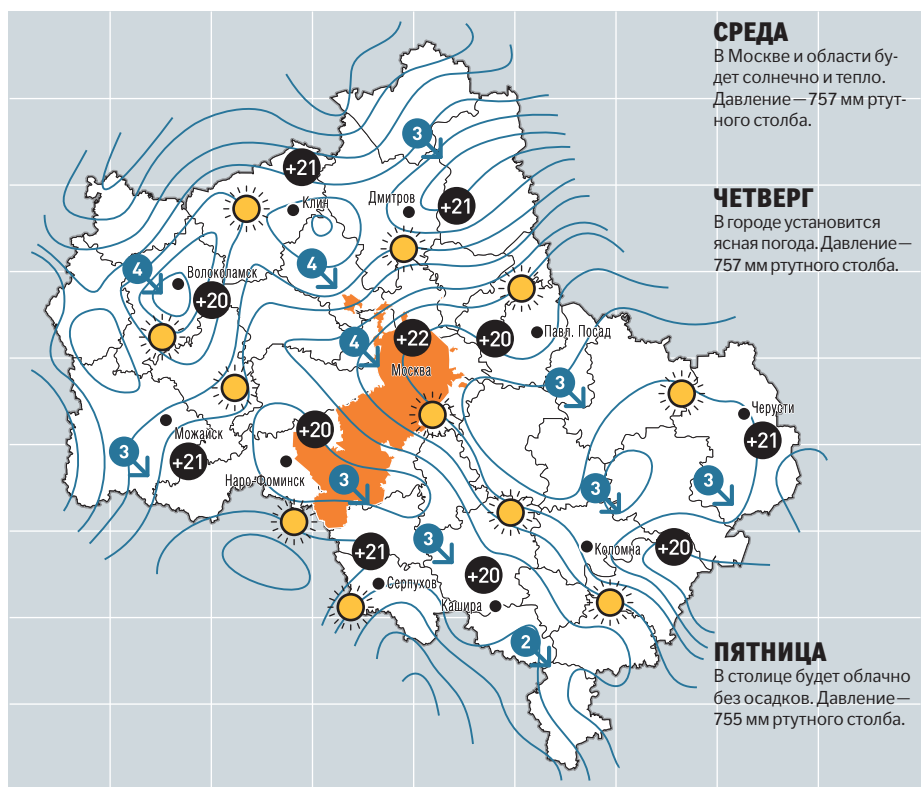 СРЕДА
В Москве и области бу-
дет солнечно и тепло.
Давление—757 мм ртут-
ного столба.
ЧЕТВЕРГ
В городе установится
ясная погода. Давление—
757 мм ртутного столба.
3
+21
Клин
Дмитров
+21
4
4
Волоколамск
+20
4
+22
Москва
+20
Павл. Посад
3
Черусти
+21
+20
Можайск
3
+21
Наро-Фоминск
3
3
3
3
+21
Серпухов
+20
Кашира
Коломна
+20
2
ПЯТНИЦА
В столице будет облачно
без осадков. Давление—
755 мм ртутного столба.